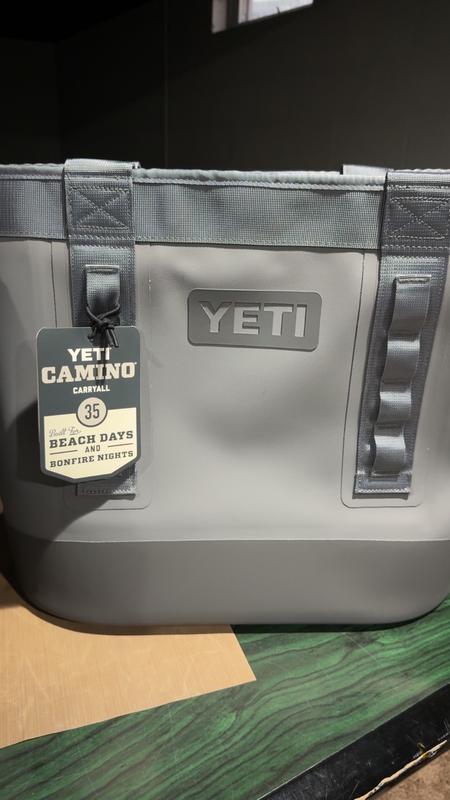 YETI
YETI
CAMINO
CARRYALL
35
Built For
BEACH DAYS
AND
BONFIRE NIGHTS